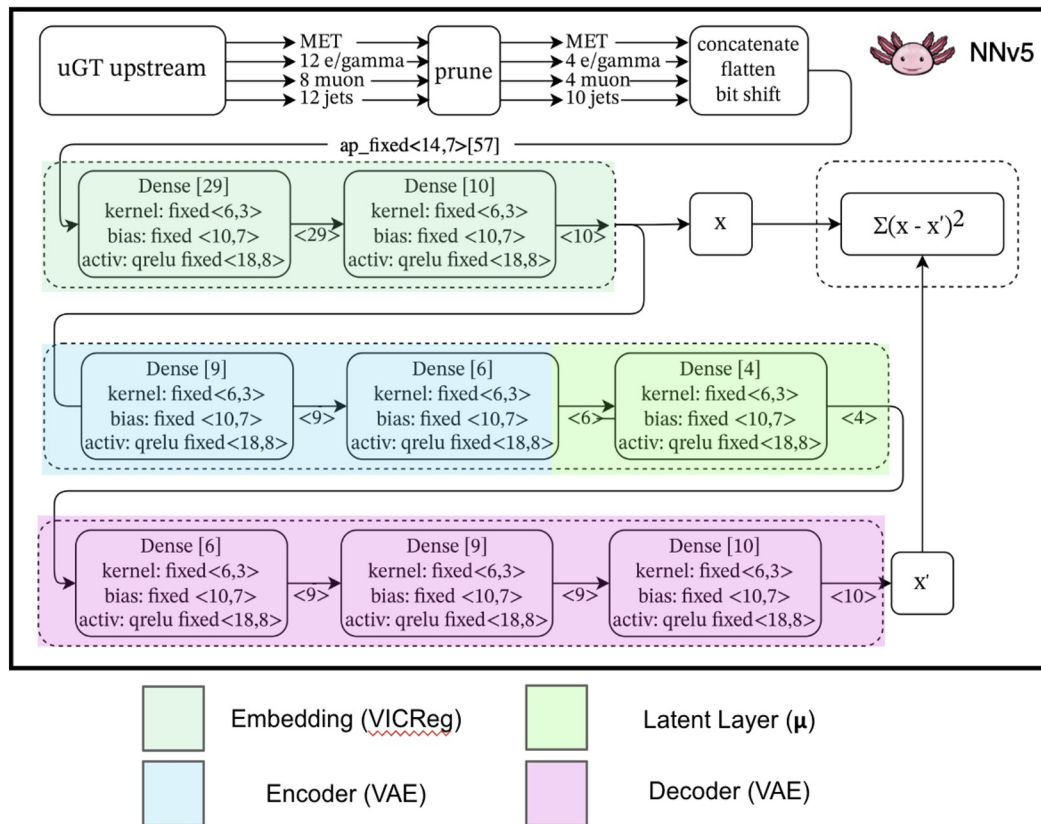 uGT upstream
MET
12 e/gamma
8 muon
12 jets
prune
MET
4 e/gamma
4 muon
10 jets
concatenate
flatten
bit shift
NNv5
ap_fixed<14,7>[57]
Dense [29]
kernel: fixed<6,3>
bias: fixed <10,7>
activ: qrelu fixed<18,8>
<29>
Dense [10]
kernel: fixed<6,3>
bias: fixed <10,7>
activ: qrelu fixed<18,8>
<10>
x
Σ(x - x')²
Dense [9]
kernel: fixed<6,3>
bias: fixed <10,7>
activ: qrelu fixed<18,8>
<9>
Dense [6]
kernel: fixed<6,3>
bias: fixed <10,7>
activ: qrelu fixed<18,8>
<6>
Dense [4]
kernel: fixed<6,3>
bias: fixed <10,7>
activ: qrelu fixed<18,8>
<4>
Dense [6]
kernel: fixed<6,3>
bias: fixed <10,7>
activ: qrelu fixed<18,8>
<9>
Dense [9]
kernel: fixed<6,3>
bias: fixed <10,7>
activ: qrelu fixed<18,8>
<9>
Dense [10]
kernel: fixed<6,3>
bias: fixed <10,7>
activ: qrelu fixed<18,8>
<10>
x'
Embedding (VICReg)
Latent Layer (μ)
Encoder (VAE)
Decoder (VAE)